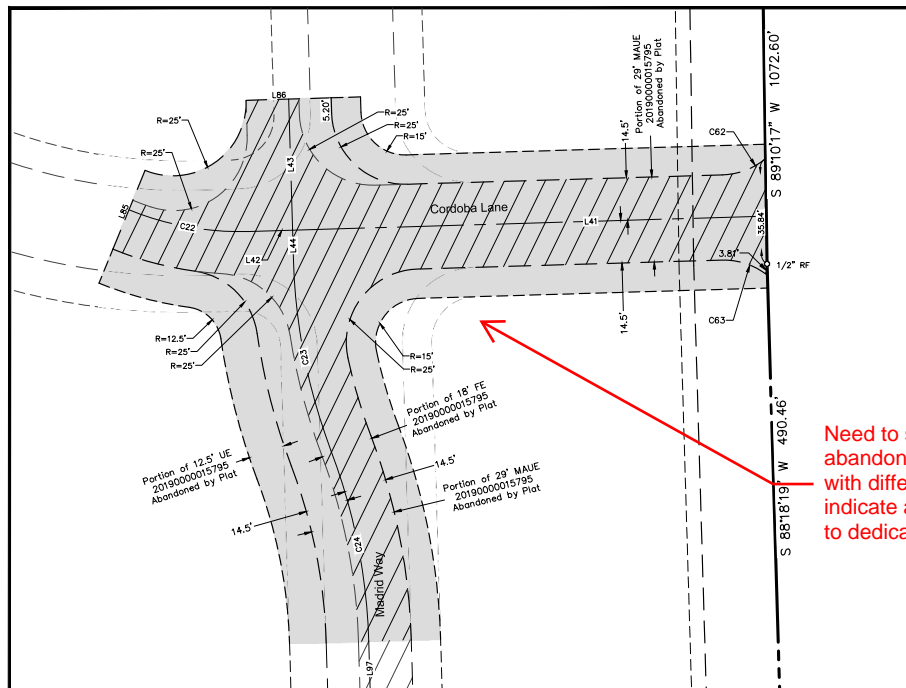 L86
5.20'
R=25'
R=25'
R=25'
R=25'
R=15'
L43
Portion of 29' MAUE
20190000015795
Abandoned by Plat
14.5'
C62
S 89°10'17" W 1072.60'
L85
C22
Cordoba Lane
L41
L44
L42
35.84'
3.81'
1/2" RF
14.5'
C63
R=12.5'
R=25'
R=25'
C23
R=15'
R=25'
Portion of 18' FE
20190000015795
Abandoned by Plat
Portion of 12.5' UE
20190000015795
Abandoned by Plat
14.5'
Portion of 29' MAUE
20190000015795
Abandoned by Plat
14.5'
C24
Madrid Way
L97
S 88°18'19" W 490.46'
Need to
abandon
with diffe
indicate a
to dedica